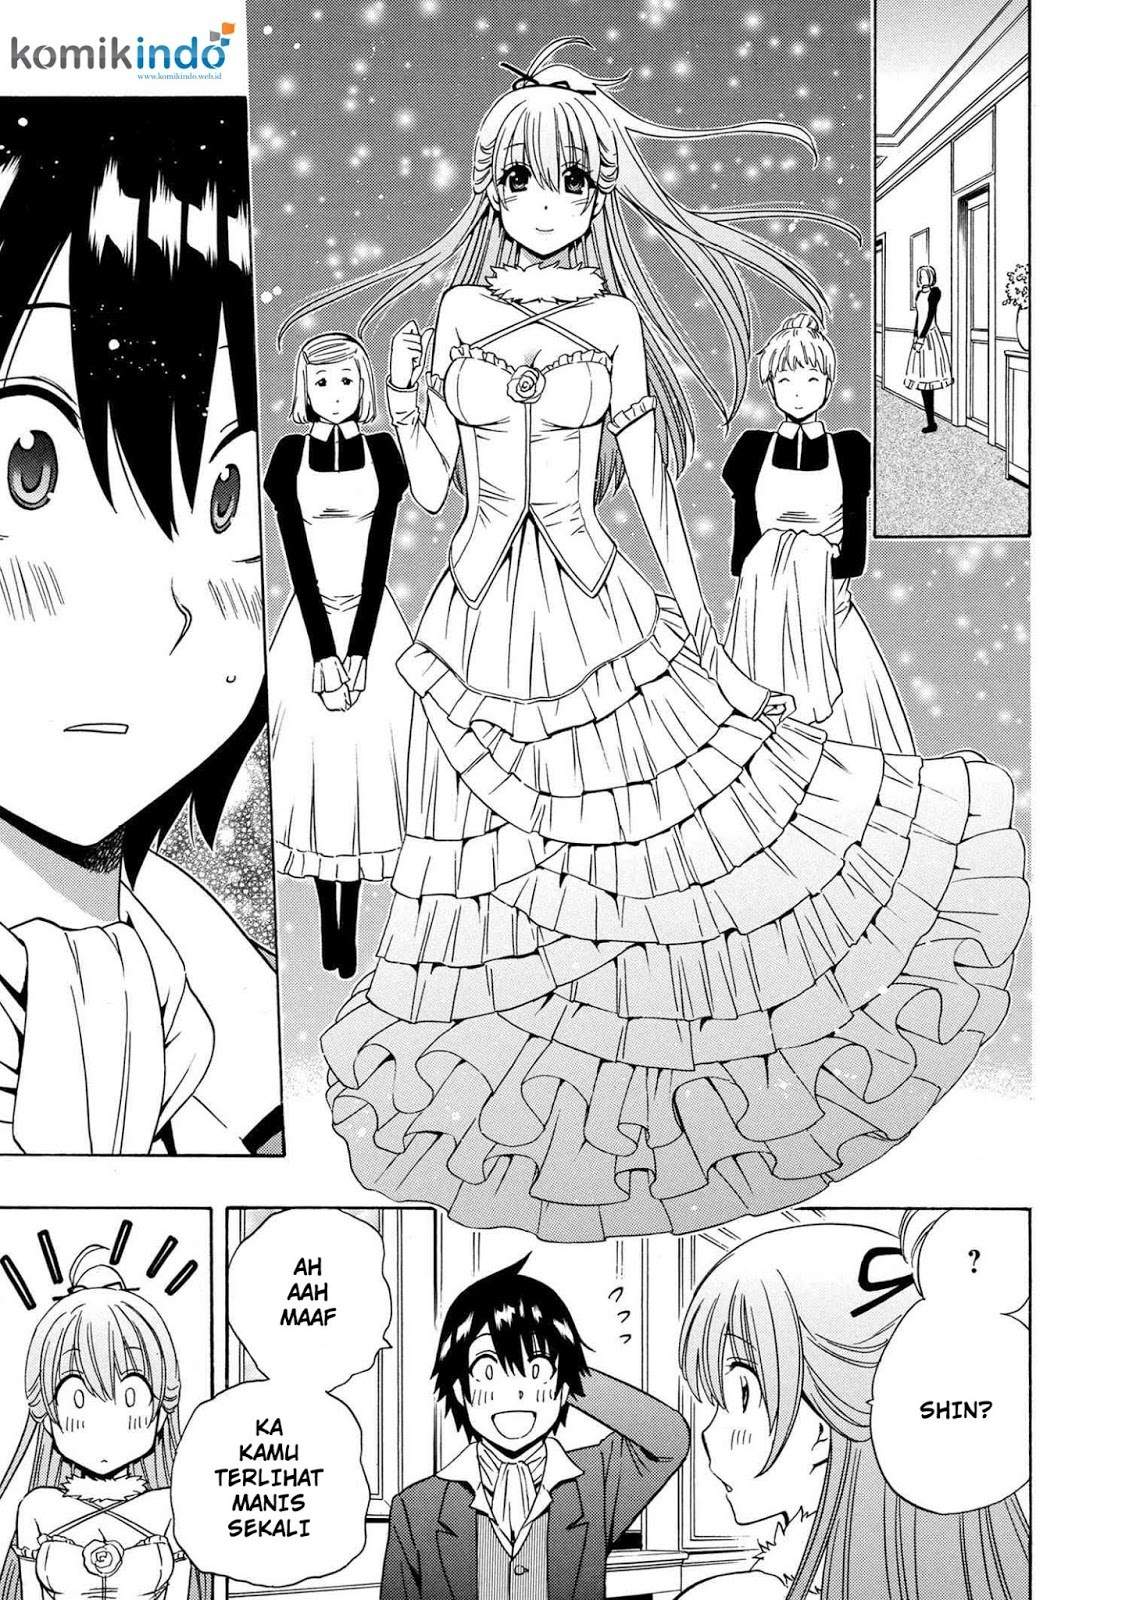 komikindo
www.komikindo.web.id
?
SHIN?
AH
AAH
MAAF
KA
KAMU
TERLIHAT
MANIS
SEKALI